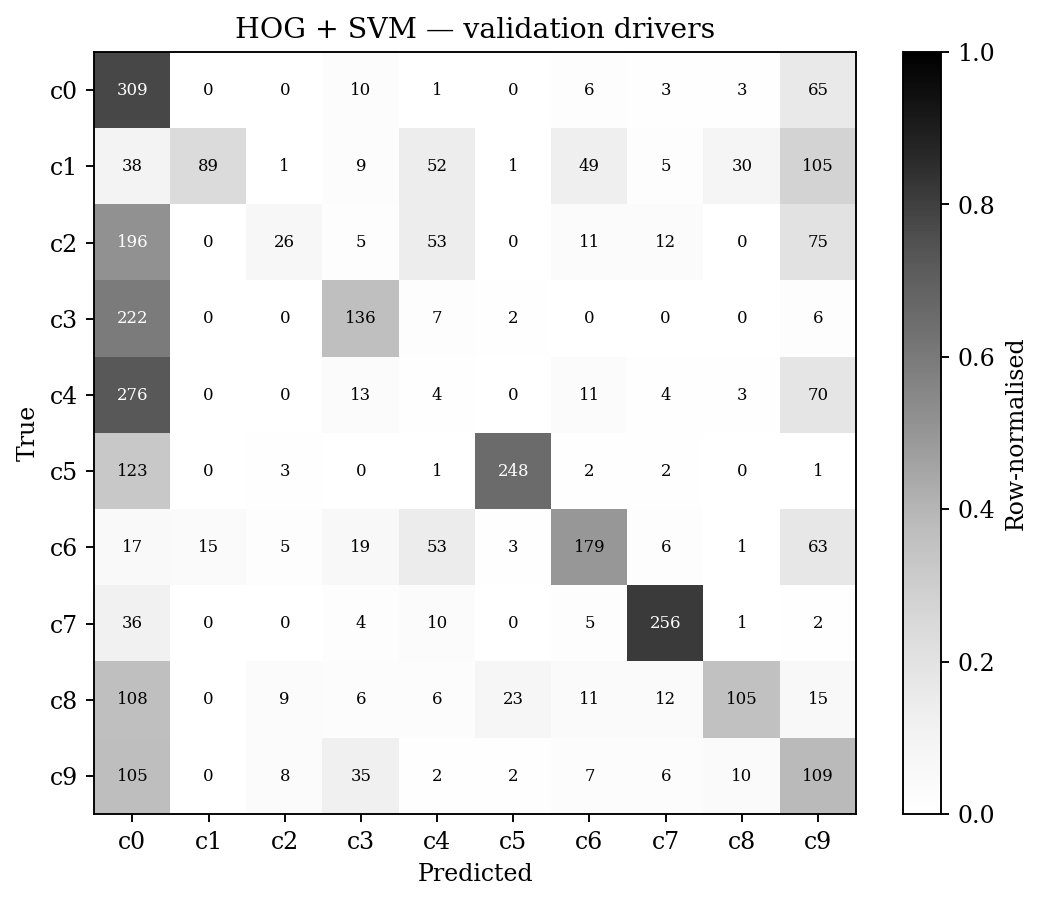 HOG + SVM — validation drivers
c0 309 0 0 10 1 0 6 3 3 65
c1 38 89 1 9 52 1 49 5 30 105
c2 196 0 26 5 53 0 11 12 0 75
c3 222 0 0 136 7 2 0 0 0 6
c4 276 0 0 13 4 0 11 4 3 70
c5 123 0 3 0 1 248 2 2 0 1
c6 17 15 5 19 53 3 179 6 1 63
c7 36 0 0 4 10 0 5 256 1 2
c8 108 0 9 6 6 23 11 12 105 15
c9 105 0 8 35 2 2 7 6 10 109
c0 c1 c2 c3 c4 c5 c6 c7 c8 c9
Predicted
True
1.0
0.8
0.6
0.4
0.2
0.0
Row-normalised